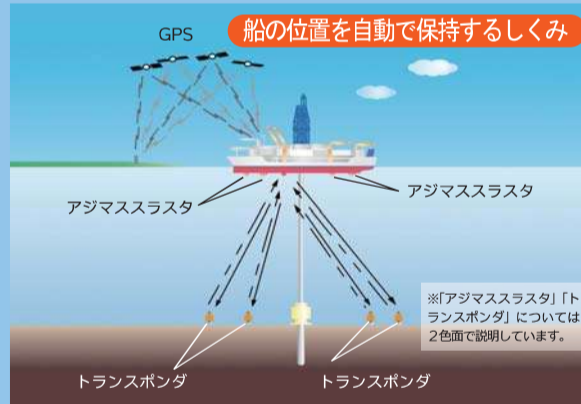 船の位置を自動で保持するしくみ
GPS
アジマススラスタ
アジマススラスタ
※「アジマススラスタ」「ト
ランスポンダ」については
2色面で説明しています。
トランスポンダ
トランスポンダ